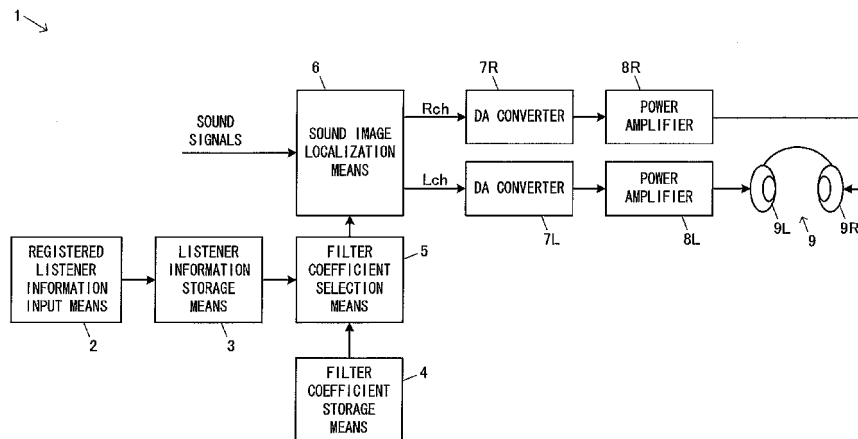 1
6
7R
8R
SOUND
SIGNALS
SOUND IMAGE
LOCALIZATION
MEANS
Rch
DA CONVERTER
POWER
AMPLIFIER
Lch
DA CONVERTER
POWER
AMPLIFIER
7L
8L
9L
9
9R
REGISTERED
LISTENER
INFORMATION
INPUT MEANS
2
LISTENER
INFORMATION
STORAGE
MEANS
3
FILTER
COEFFICIENT
SELECTION
MEANS
5
FILTER
COEFFICIENT
STORAGE
MEANS
4